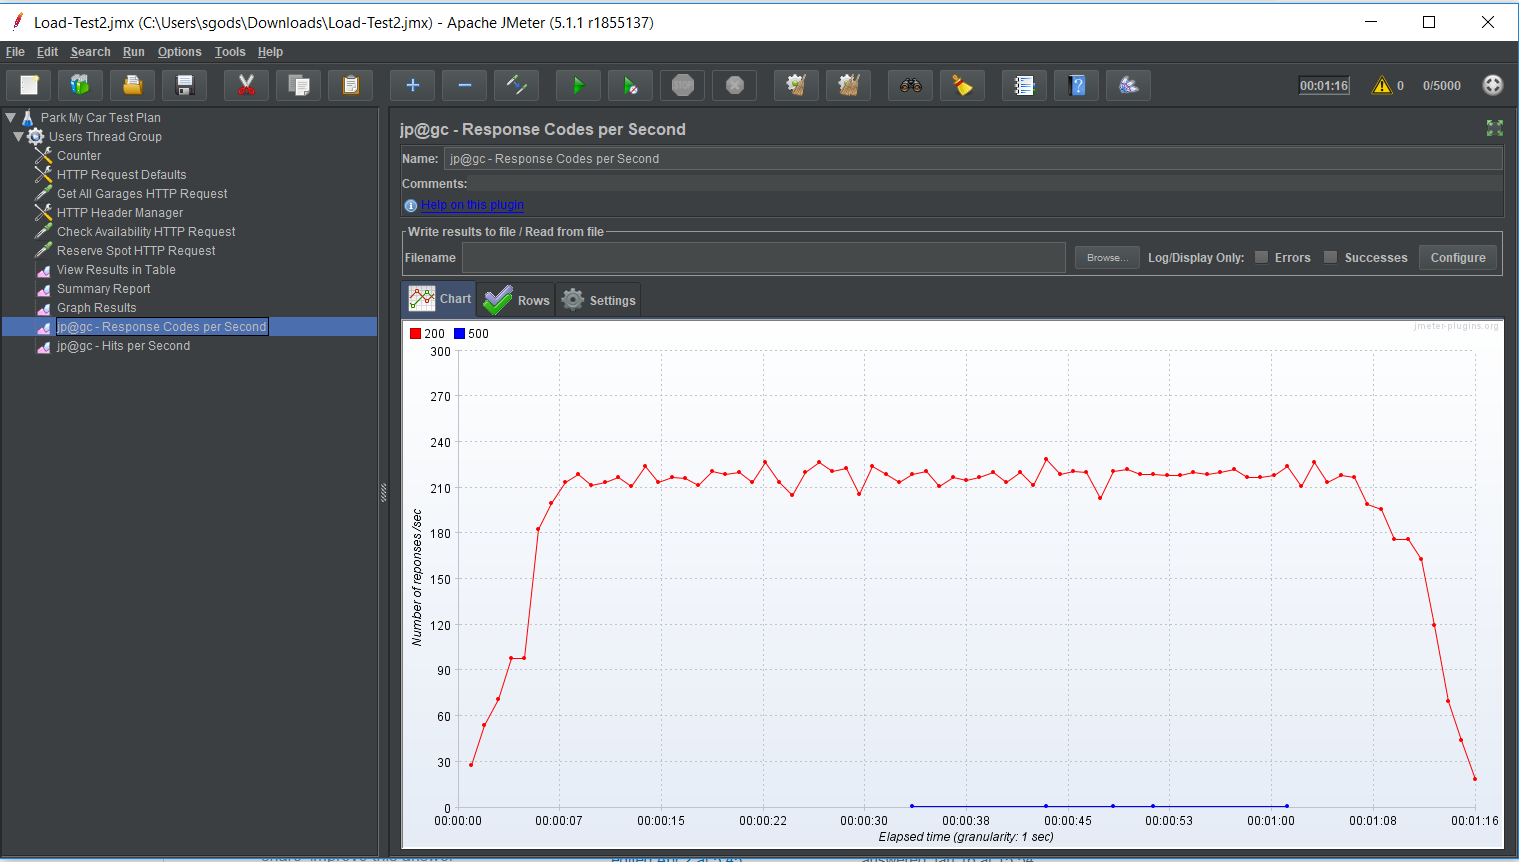 Load-Test2.jmx (C:\Users\sgods\Downloads\Load-Test2.jmx) - Apache JMeter (5.1.1 r1855137)
File Edit Search Run Options Tools Help
STOP 00:01:16 0 0/5000
Park My Car Test Plan
Users Thread Group
Counter
HTTP Request Defaults
Get All Garages HTTP Request
HTTP Header Manager
Check Availability HTTP Request
Reserve Spot HTTP Request
View Results in Table
Summary Report
Graph Results
jp@gc - Response Codes per Second
jp@gc - Hits per Second
jp@gc - Response Codes per Second
Name: jp@gc - Response Codes per Second
Comments:
Help on this plugin
Write results to file / Read from file
Filename Browse... Log/Display Only: Errors Successes Configure
Chart Rows Settings
jmeter-plugins.org
200 500
300
270
240
210
180
150
120
90
60
30
0
Number of reponses /sec
00:00:00 00:00:07 00:00:15 00:00:22 00:00:30 00:00:38 00:00:45 00:00:53 00:01:00 00:01:08 00:01:16
Elapsed time (granularity: 1 sec)